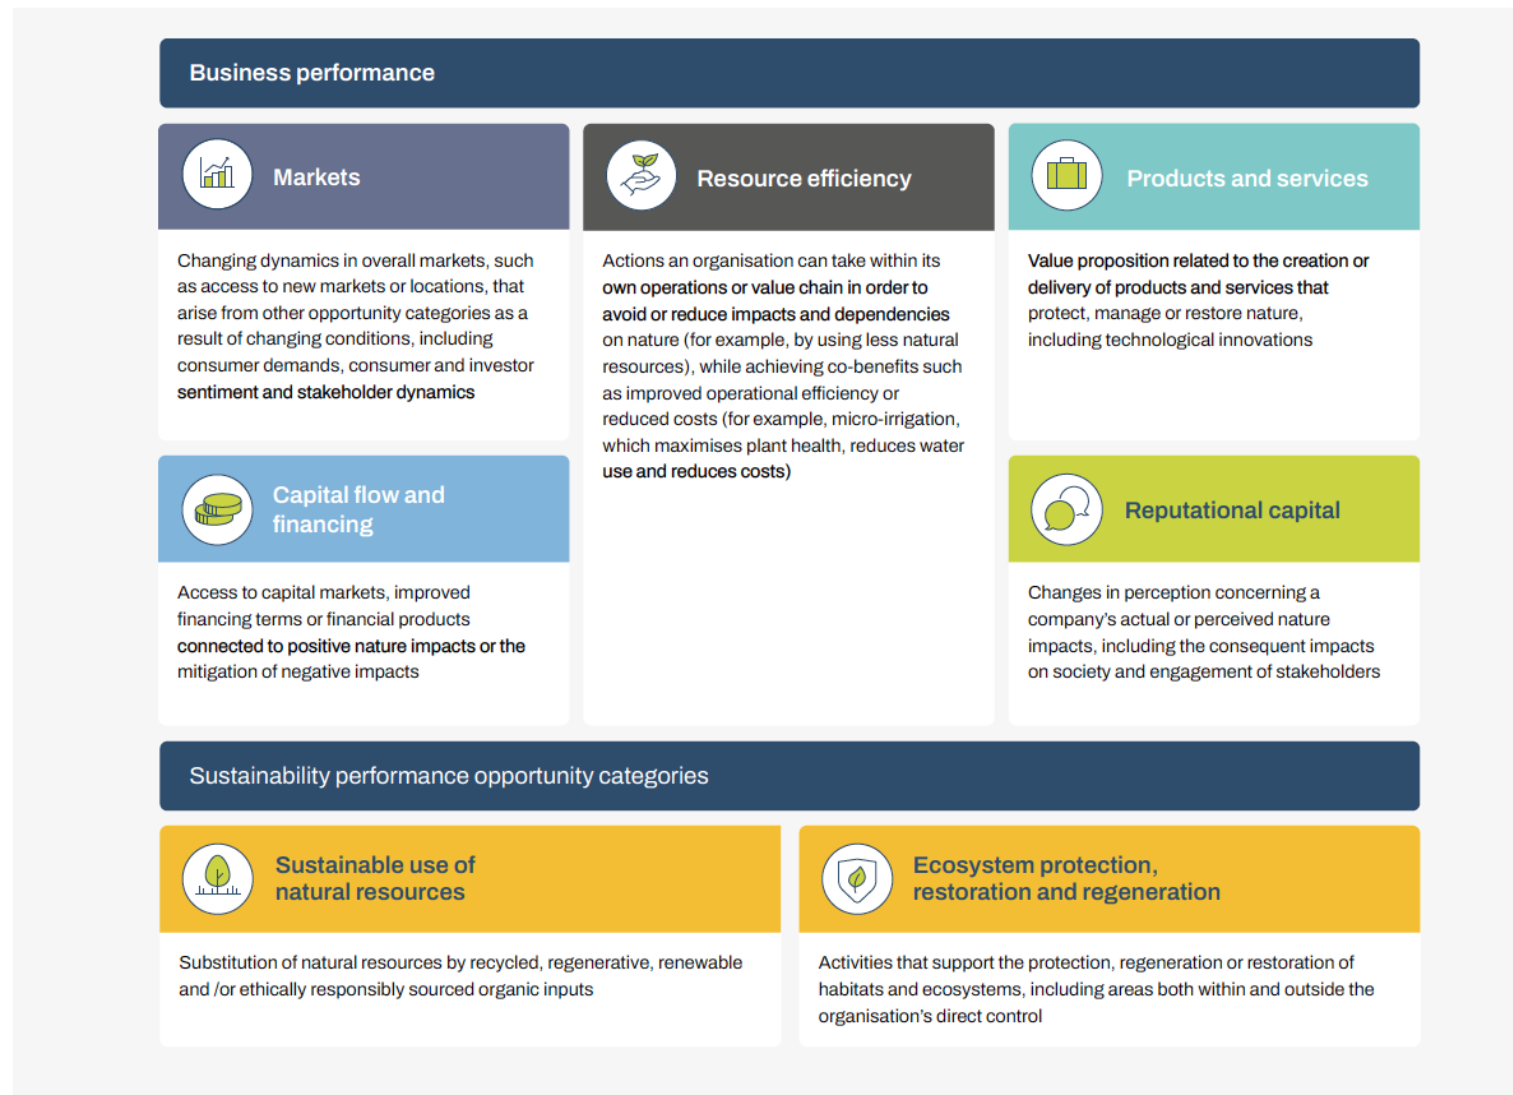 Business performance
Markets
Changing dynamics in overall markets, such
as access to new markets or locations, that
arise from other opportunity categories as a
result of changing conditions, including
consumer demands, consumer and investor
sentiment and stakeholder dynamics
Resource efficiency
Actions an organisation can take within its
own operations or value chain in order to
avoid or reduce impacts and dependencies
on nature (for example, by using less natural
resources), while achieving co-benefits such
as improved operational efficiency or
reduced costs (for example, micro-irrigation,
which maximises plant health, reduces water
use and reduces costs)
Products and services
Value proposition related to the creation or
delivery of products and services that
protect, manage or restore nature,
including technological innovations
Capital flow and
financing
Access to capital markets, improved
financing terms or financial products
connected to positive nature impacts or the
mitigation of negative impacts
Reputational capital
Changes in perception concerning a
company’s actual or perceived nature
impacts, including the consequent impacts
on society and engagement of stakeholders
Sustainability performance opportunity categories
Sustainable use of
natural resources
Substitution of natural resources by recycled, regenerative, renewable
and /or ethically responsibly sourced organic inputs
Ecosystem protection,
restoration and regeneration
Activities that support the protection, regeneration or restoration of
habitats and ecosystems, including areas both within and outside the
organisation’s direct control